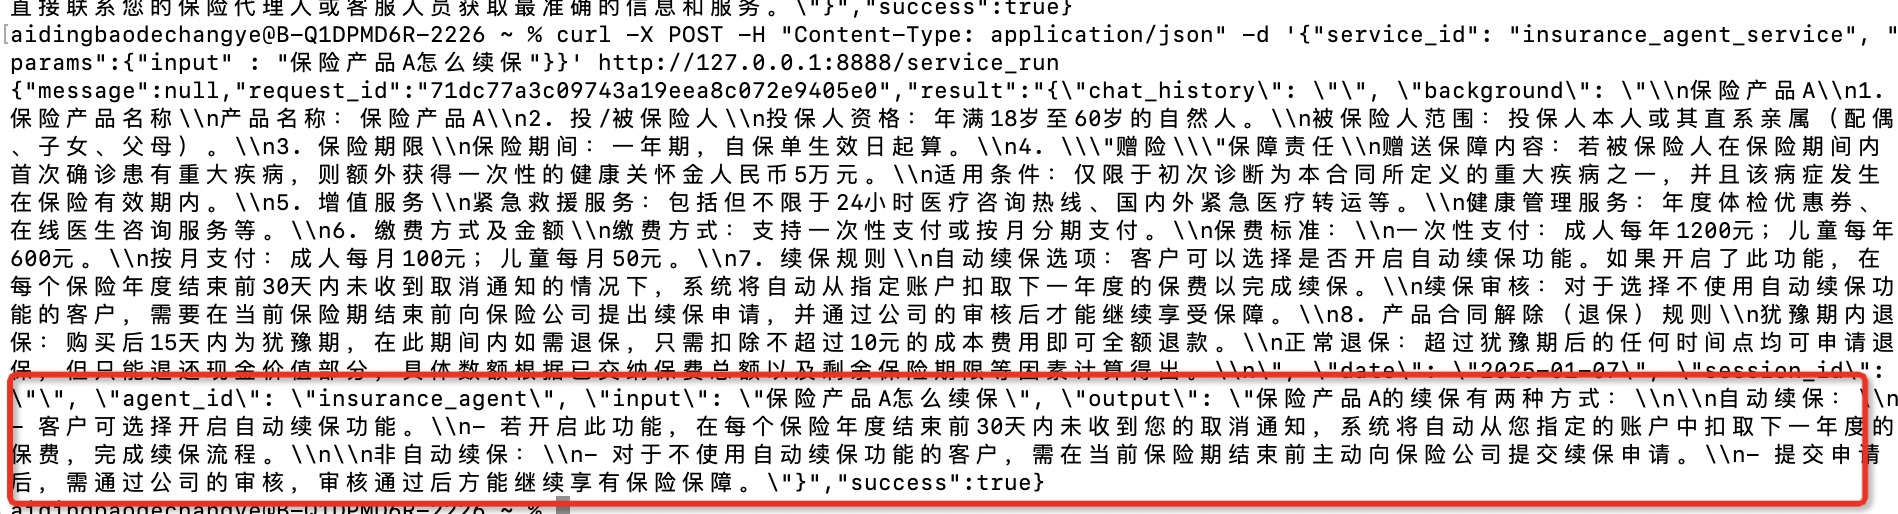 直接联系您的保险代理人或客服人员获取最准确的信息和服务。\"}","success":true}
[aidingbaodechangye@B-Q1DPMD6R-2226 ~ % curl -X POST -H "Content-Type: application/json" -d '{"service_id": "insurance_agent_service", "
params":{"input" : "保险产品A怎么续保"}}' http://127.0.0.1:8888/service_run
{"message":null,"request_id":"71dc77a3c09743a19eea8c072e9405e0","result":"{\"chat_history\": \"\", \"background\": \"\\n保险产品A\\n1.
保险产品名称\\n产品名称：保险产品A\\n2. 投/被保险人\\n投保人资格：年满18岁至60岁的自然人。\\n被保险人范围：投保人本人或其直系亲属（配偶
、子女、父母）。\\n3. 保险期限\\n保险期间：一年期，自保单生效日起算。\\n4. \\\"赠险\\\"保障责任\\n赠送保障内容：若被保险人在保险期间内
首次确诊患有重大疾病，则额外获得一次性的健康关怀金人民币5万元。\\n适用条件：仅限于初次诊断为本合同所定义的重大疾病之一，并且该病症发生
在保险有效期内。\\n5. 增值服务\\n紧急救援服务：包括但不限于24小时医疗咨询热线、国内外紧急医疗转运等。\\n健康管理服务：年度体检优惠券、
在线医生咨询服务等。\\n6. 缴费方式及金额\\n缴费方式：支持一次性支付或按月分期支付。\\n保费标准：\\n一次性支付：成人每年1200元；儿童每年
600元。\\n按月支付：成人每月100元；儿童每月50元。\\n7. 续保规则\\n自动续保选项：客户可以选择是否开启自动续保功能。如果开启了此功能，在
每个保险年度结束前30天内未收到取消通知的情况下，系统将自动从指定账户扣取下一年度的保费以完成续保。\\n续保审核：对于选择不使用自动续保功
能的客户，需要在当前保险期结束前向保险公司提出续保申请，并通过公司的审核后才能继续享受保障。\\n8. 产品合同解除（退保）规则\\n犹豫期内退
保：购买后15天内为犹豫期，在此期间内如需退保，只需扣除不超过10元的成本费用即可全额退款。\\n正常退保：超过犹豫期后的任何时间点均可申请退
保，但只能退还现金价值部分，具体数额根据已交纳保费总额以及剩余保险期限等因素计算得出。\\n\", \"date\": \"2025-01-07\", \"session_id\":
\"\", \"agent_id\": \"insurance_agent\", \"input\": \"保险产品A怎么续保\", \"output\": \"保险产品A的续保有两种方式：\\n\\n自动续保：\\n
- 客户可选择开启自动续保功能。\\n- 若开启此功能，在每个保险年度结束前30天内未收到您的取消通知，系统将自动从您指定的账户中扣取下一年度的
保费，完成续保流程。\\n\\n非自动续保：\\n- 对于不使用自动续保功能的客户，需在当前保险期结束前主动向保险公司提交续保申请。\\n- 提交申请
后，需通过公司的审核，审核通过后方能继续享有保险保障。\"}","success":true}
aidingbaodechangye@B-Q1DPMD6R-2226 ~ %